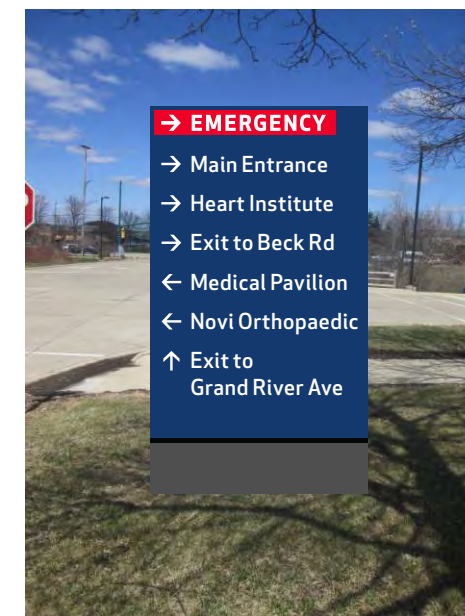 → EMERGENCY
→ Main Entrance
→ Heart Institute
→ Exit to Beck Rd
← Medical Pavilion
← Novi Orthopaedic
↑ Exit to
Grand River Ave